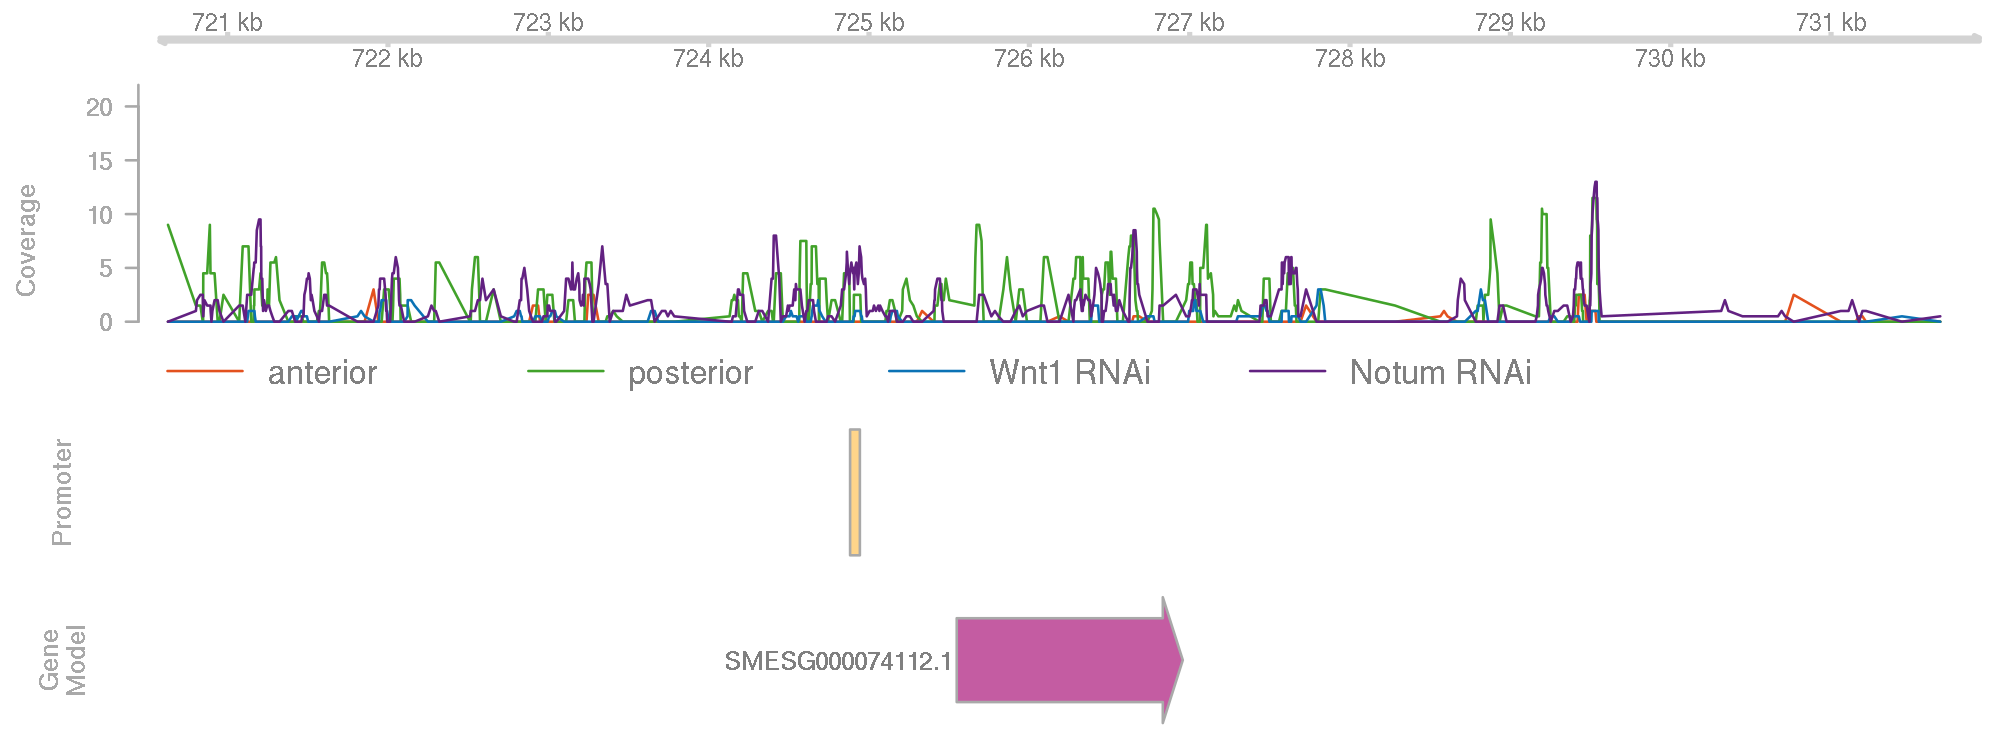 721 kb 723 kb 725 kb 727 kb 729 kb 731 kb
722 kb 724 kb 726 kb 728 kb 730 kb
Coverage
20
15
10
5
0
anterior posterior Wnt1 RNAi Notum RNAi
Promoter
Gene
Model
SMESG000074112.1